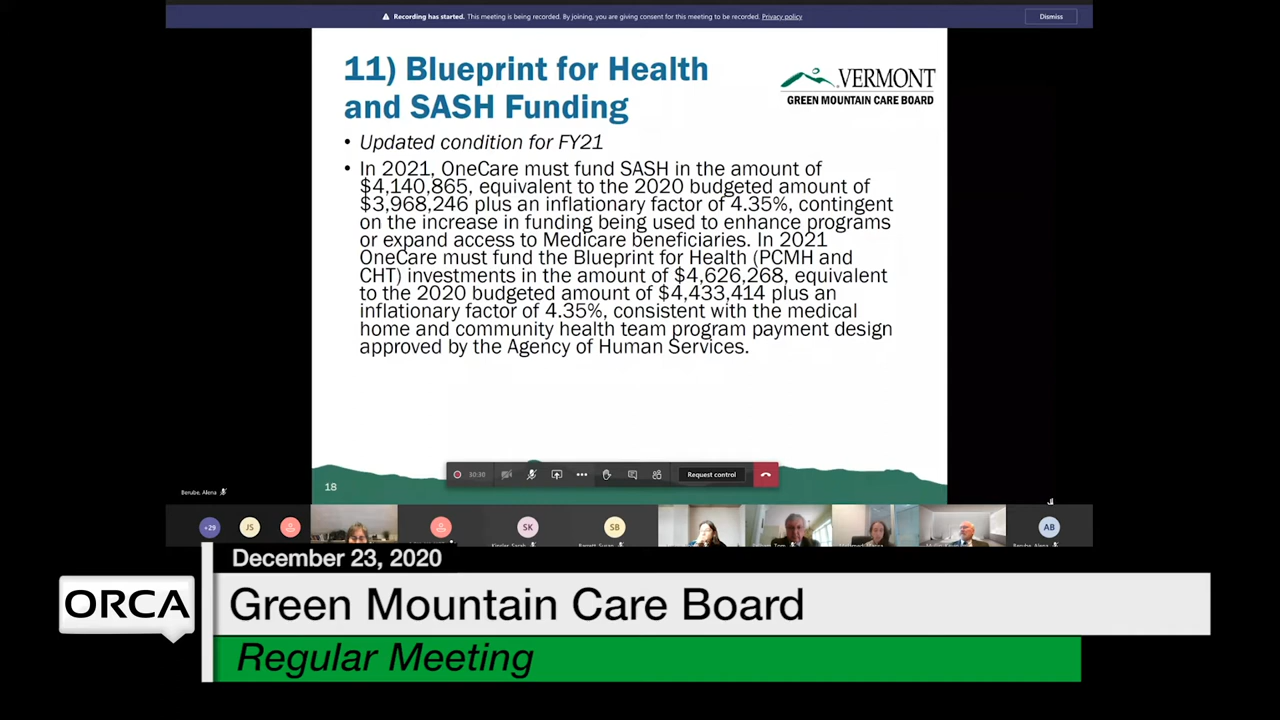 Recording has started. This meeting is being recorded. By joining, you are giving consent for this meeting to be recorded. Privacy policy
Dismiss
11) Blueprint for Health
and SASH Funding
VERMONT
GREEN MOUNTAIN CARE BOARD
• Updated condition for FY21
• In 2021, OneCare must fund SASH in the amount of
$4,140,865, equivalent to the 2020 budgeted amount of
$3,968,246 plus an inflationary factor of 4.35%, contingent
on the increase in funding being used to enhance programs
or expand access to Medicare beneficiaries. In 2021
OneCare must fund the Blueprint for Health (PCMH and
CHT) investments in the amount of $4,626,268, equivalent
to the 2020 budgeted amount of $4,433,414 plus an
inflationary factor of 4.35%, consistent with the medical
home and community health team program payment design
approved by the Agency of Human Services.
30:30
Request control
18
Berube, Alena
+29
JS
SK
SB
AB
Berube, Alena
December 23, 2020
ORCA
Green Mountain Care Board
Regular Meeting